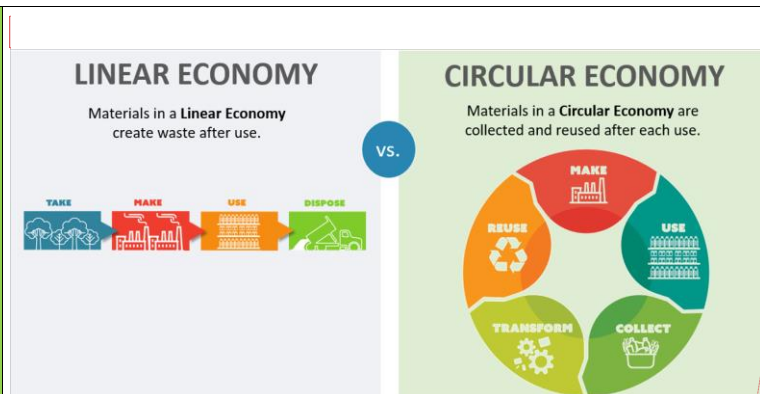 LINEAR ECONOMY
Materials in a Linear Economy
create waste after use.
TAKE
MAKE
USE
DISPOSE
vs.
CIRCULAR ECONOMY
Materials in a Circular Economy are
collected and reused after each use.
MAKE
USE
COLLECT
TRANSFORM
REUSE